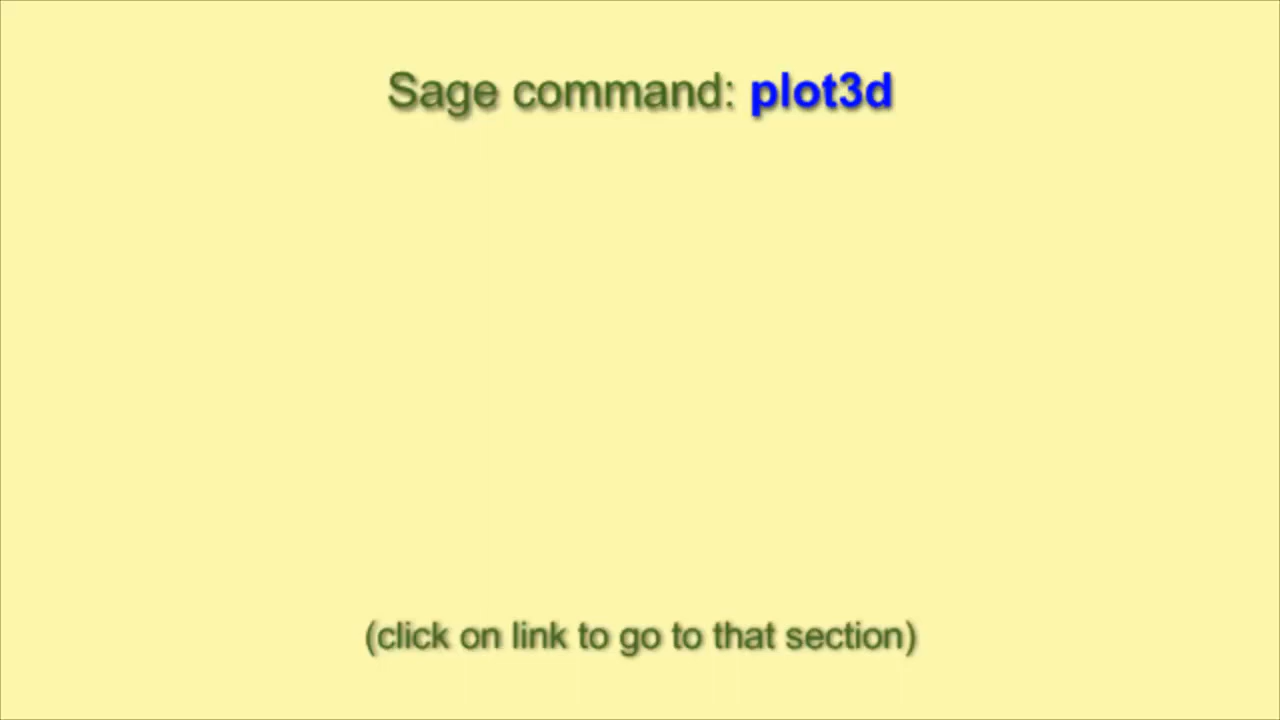 Sage command: plot3d
(click on link to go to that section)